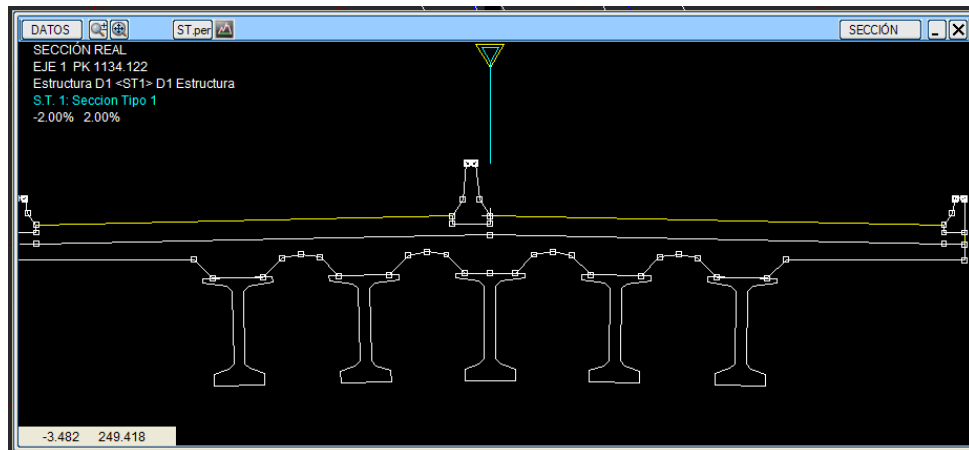 DATOS ST.per SECCIÓN
SECCIÓN REAL
EJE 1 PK 1134.122
Estructura D1 <ST1> D1 Estructura
S.T. 1: Seccion Tipo 1
-2.00% 2.00%
-3.482 249.418